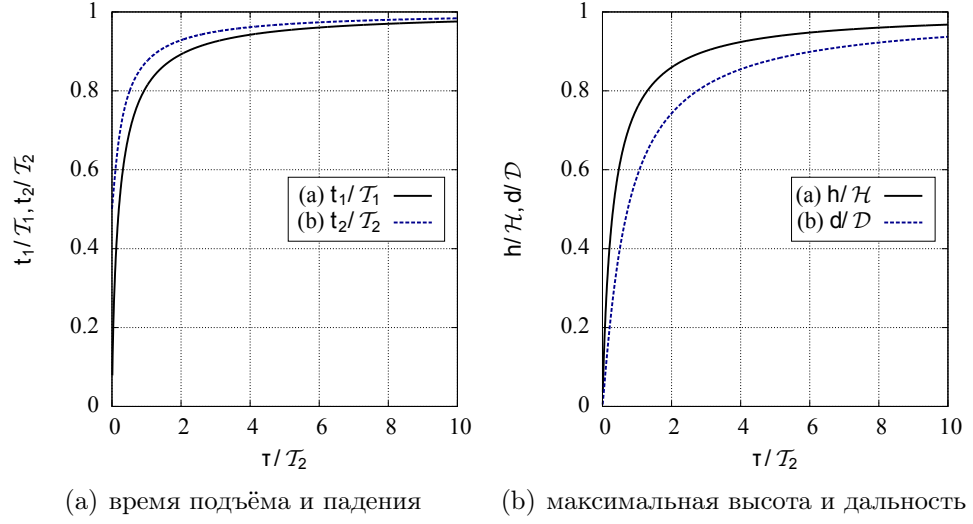 1
0.8
0.6
0.4
0.2
0
0 2 4 6 8 10
t₁/𝒯₁, t₂/𝒯₂
τ/𝒯₂
(a) t₁/𝒯₁
(b) t₂/𝒯₂
(a) время подъёма и падения
1
0.8
0.6
0.4
0.2
0
0 2 4 6 8 10
h/ℋ, d/𝒟
τ/𝒯₂
(a) h/ℋ
(b) d/𝒟
(b) максимальная высота и дальность